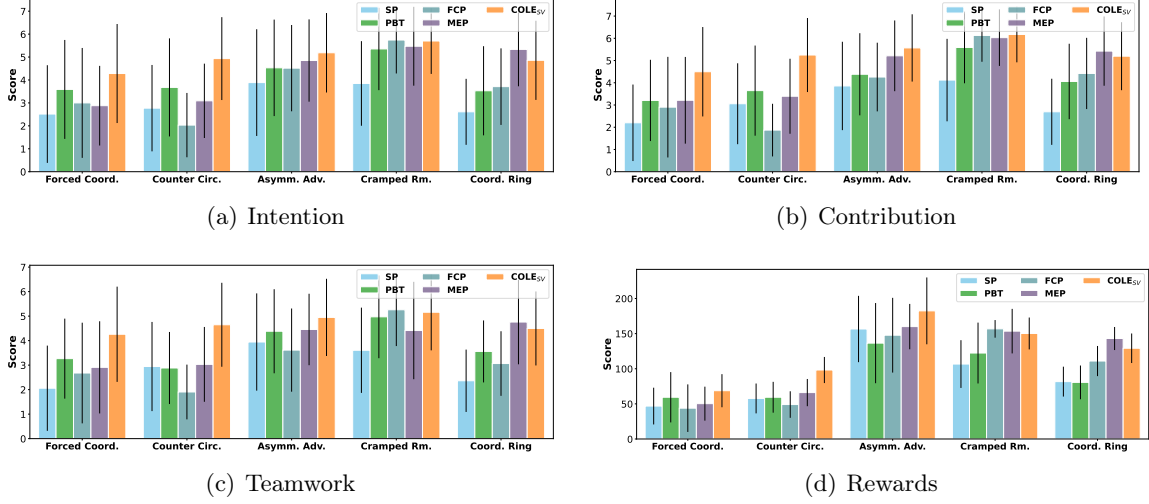 7
6
5
4
3
2
1
0
Score
SP
PBT
FCP
MEP
COLE_SV
Forced Coord. Counter Circ. Asymm. Adv. Cramped Rm. Coord. Ring
(a) Intention
7
6
5
4
3
2
1
0
Score
SP
PBT
FCP
MEP
COLE_SV
Forced Coord. Counter Circ. Asymm. Adv. Cramped Rm. Coord. Ring
(b) Contribution
7
6
5
4
3
2
1
0
Score
SP
PBT
FCP
MEP
COLE_SV
Forced Coord. Counter Circ. Asymm. Adv. Cramped Rm. Coord. Ring
(c) Teamwork
200
150
100
50
0
Score
SP
PBT
FCP
MEP
COLE_SV
Forced Coord. Counter Circ. Asymm. Adv. Cramped Rm. Coord. Ring
(d) Rewards